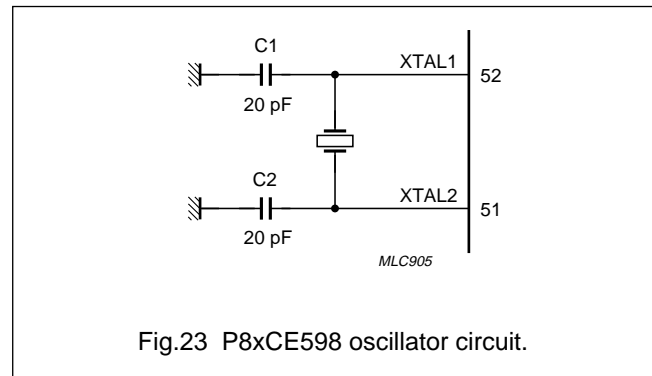 C1
XTAL1
52
20 pF
C2
XTAL2
51
20 pF
MLC905
Fig.23 P8xCE598 oscillator circuit.